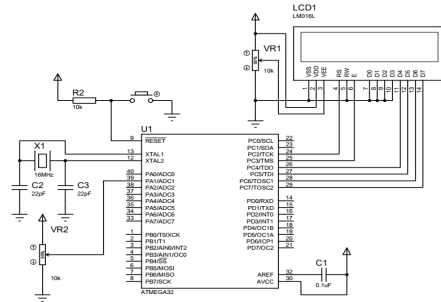 LCD1
LM016L
VR1
50%
10k
VSS VDD VEE RS RW E D0 D1 D2 D3 D4 D5 D6 D7
1 2 3 4 5 6 7 8 9 10 11 12 13 14
R2
10k
X1
16MHz
C2
22pF
C3
22pF
VR2
50%
10k
U1
9 RESET PC0/SCL 22
PC1/SDA 23
13 XTAL1 PC2/TCK 24
12 XTAL2 PC3/TMS 25
PC4/TDO 26
40 PA0/ADC0 PC5/TDI 27
39 PA1/ADC1 PC6/TOSC1 28
38 PA2/ADC2 PC7/TOSC2 29
37 PA3/ADC3
36 PA4/ADC4 PD0/RXD 14
35 PA5/ADC5 PD1/TXD 15
34 PA6/ADC6 PD2/INT0 16
33 PA7/ADC7 PD3/INT1 17
PD4/OC1B 18
1 PB0/T0/XCK PD5/OC1A 19
2 PB1/T1 PD6/ICP1 20
3 PB2/AIN0/INT2 PD7/OC2 21
4 PB3/AIN1/OC0
5 PB4/SS
6 PB5/MOSI
7 PB6/MISO AREF 32
8 PB7/SCK AVCC 30
ATMEGA32
C1
0.1uF